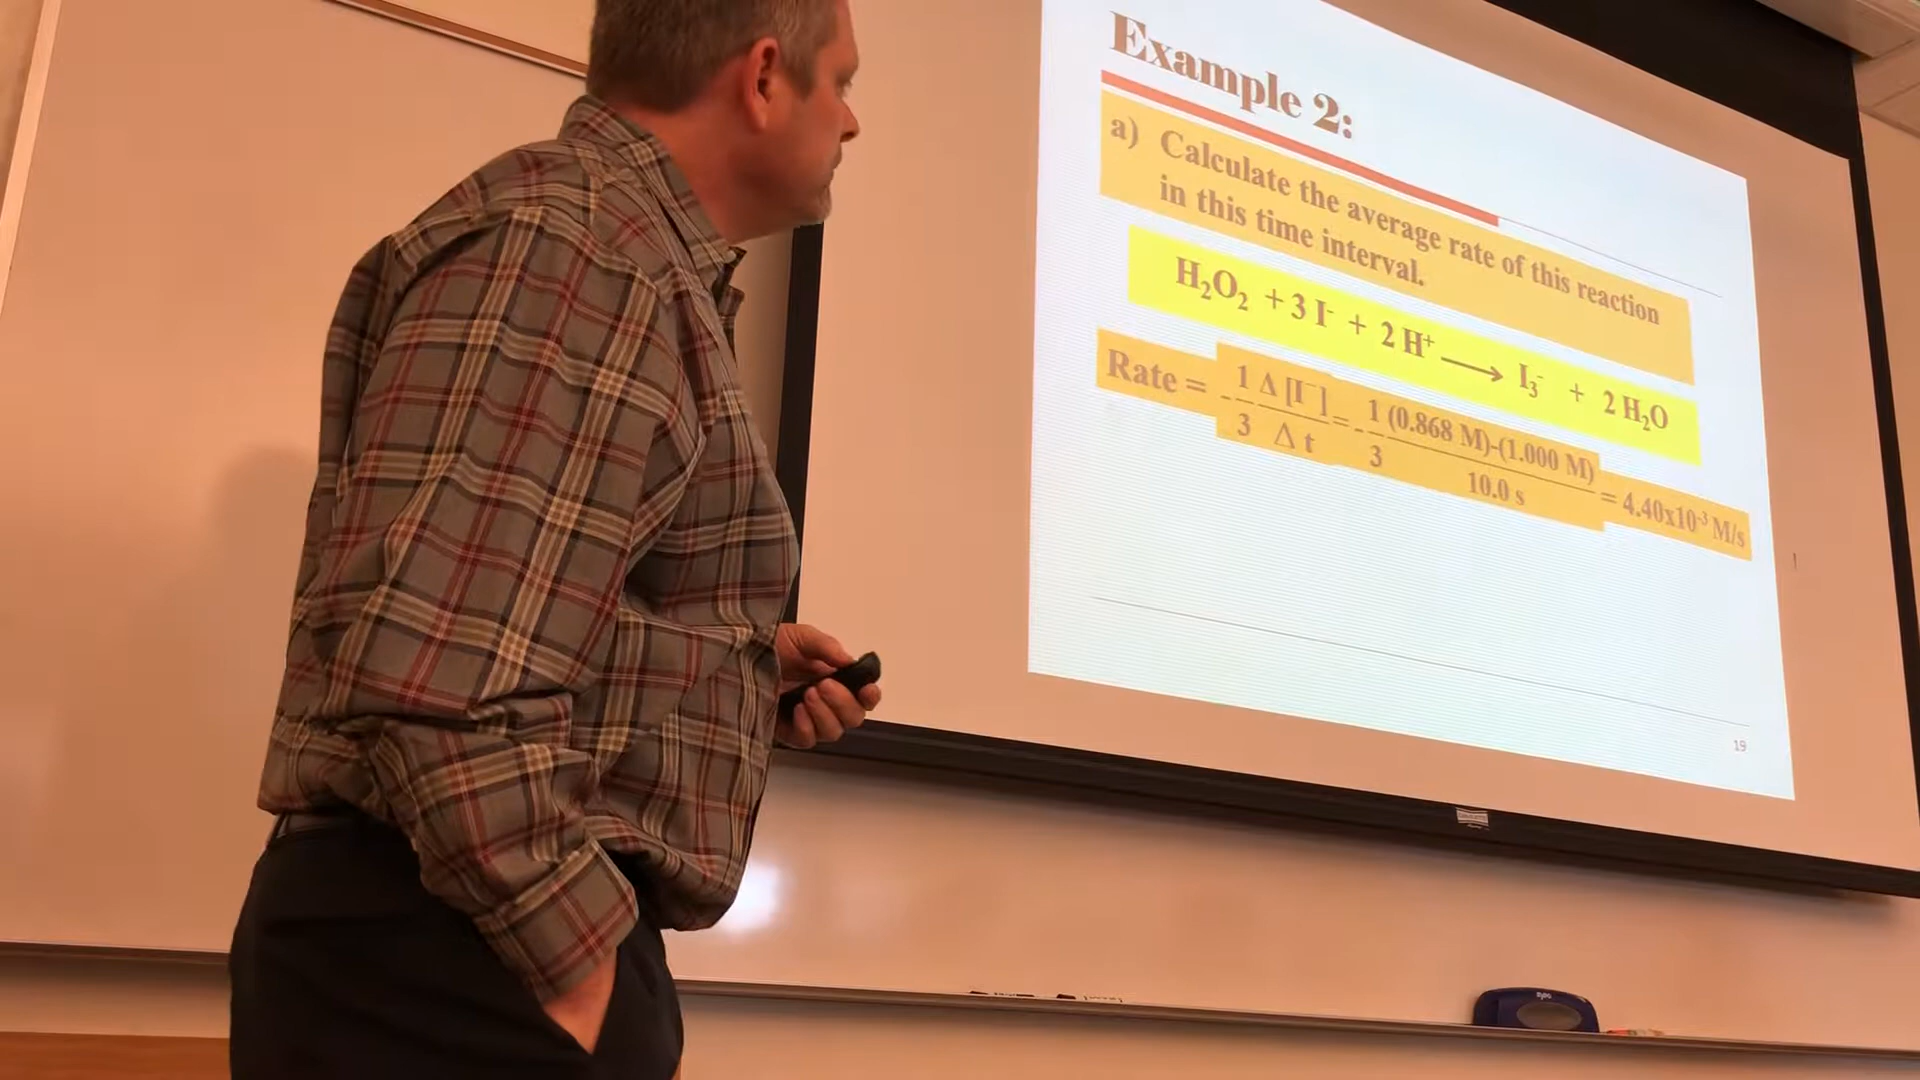 Example 2:
a) Calculate the average rate of this reaction
in this time interval.
H₂O₂ + 3 I⁻ + 2 H⁺ ⟶ I₃⁻ + 2 H₂O
Rate = - 1/3 Δ [I⁻]/Δ t = - 1/3 (0.868 M)-(1.000 M)/10.0 s = 4.40x10⁻³ M/s
19